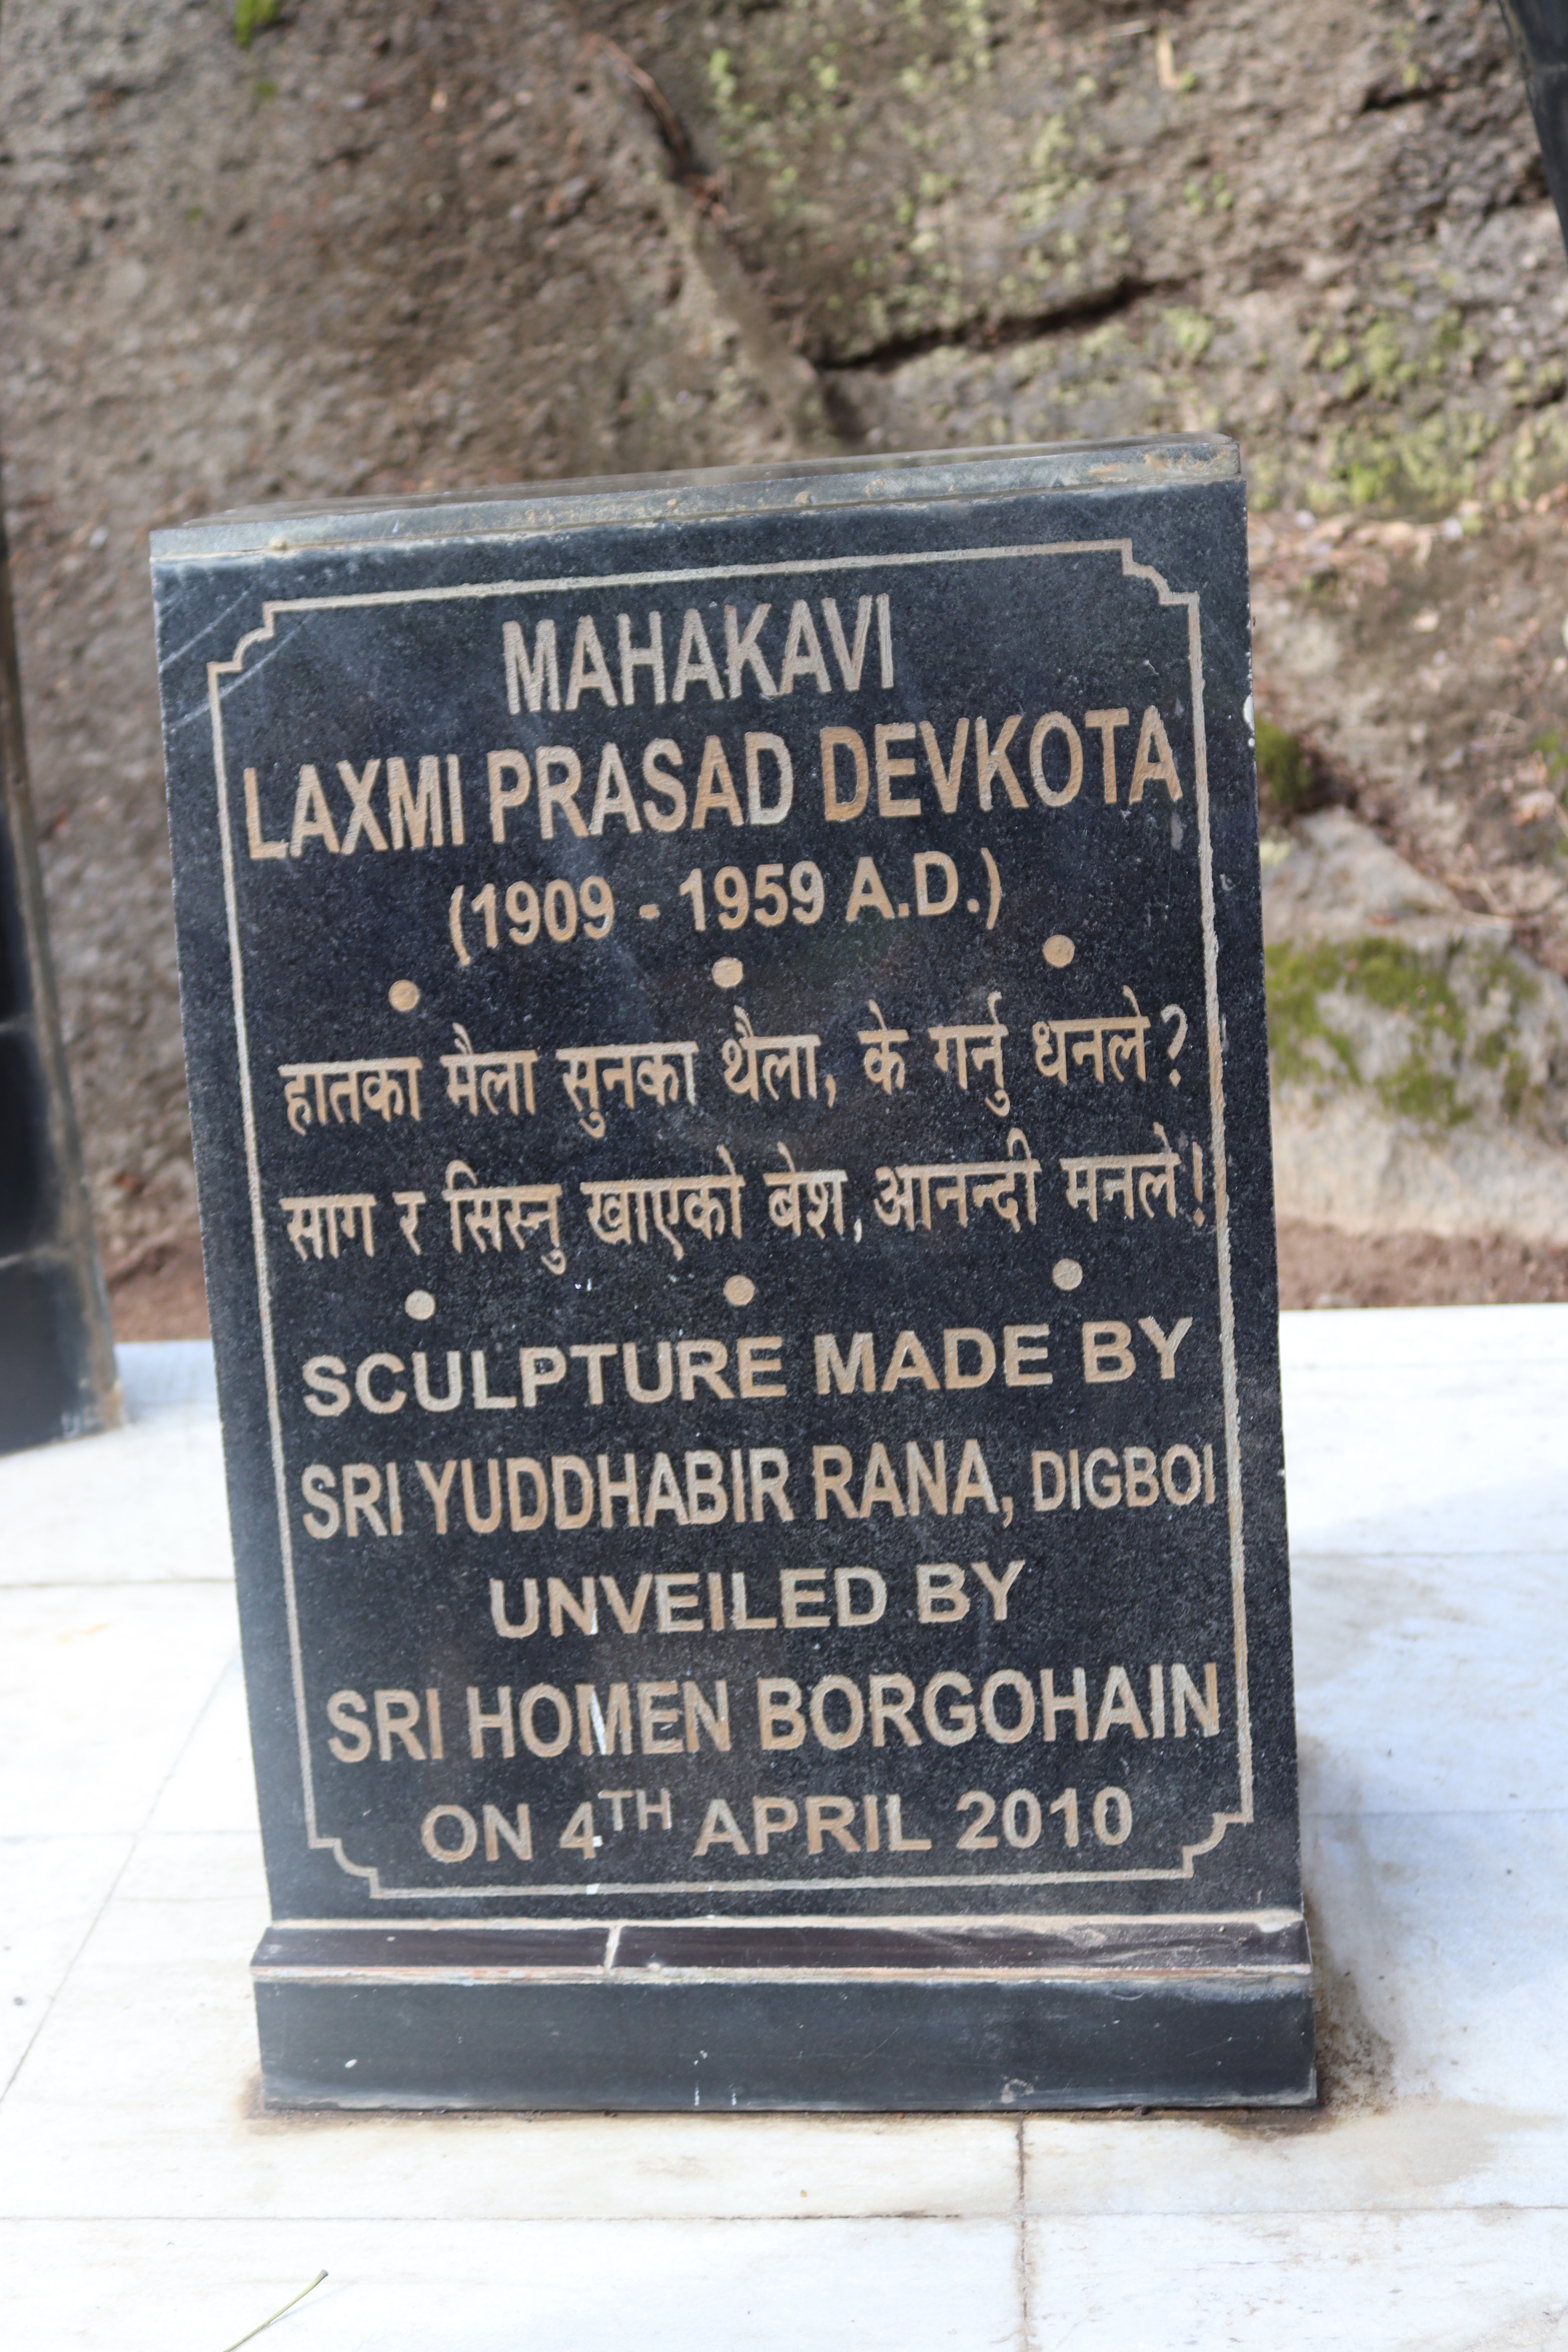 MAHAKAVI
LAXMI PRASAD DEVKOTA
(1909 - 1959 A.D.)
हातका मैला सुनका थैला, के गर्नु धनले?
साग र सिस्नु खाएको बेश, आनन्दी मनले!
SCULPTURE MADE BY
SRI YUDDHABIR RANA, DIGBOI
UNVEILED BY
SRI HOMEN BORGOHAIN
ON 4TH APRIL 2010